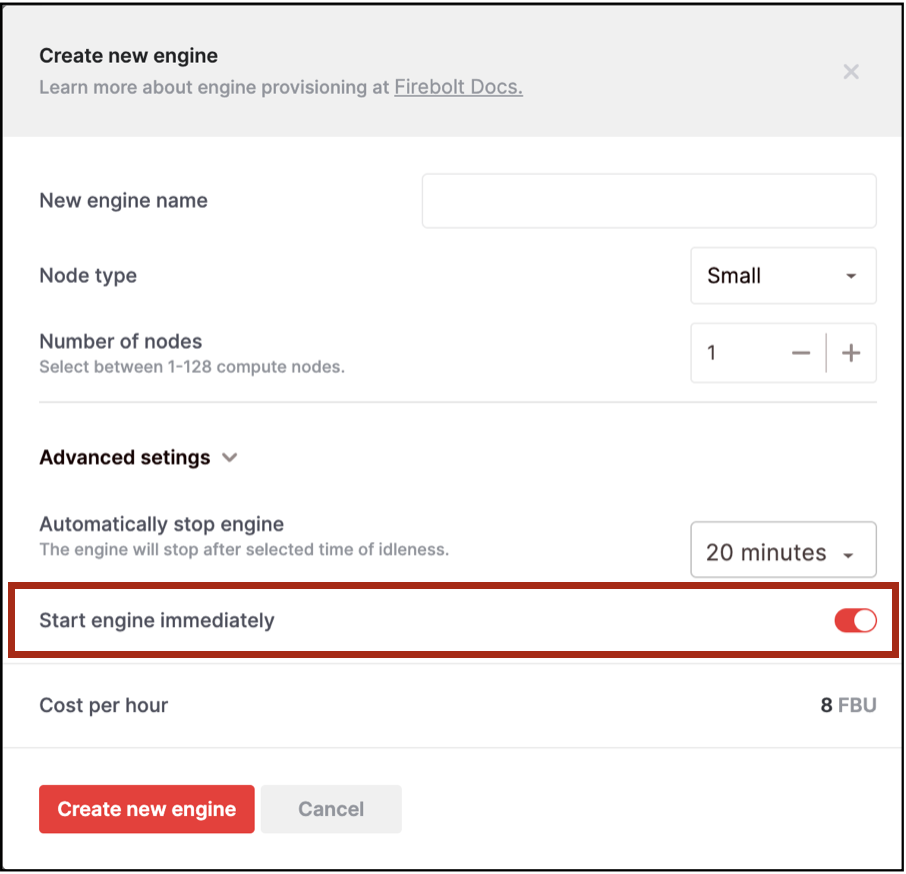 Create new engine
Learn more about engine provisioning at Firebolt Docs.
New engine name
Node type
Small
Number of nodes
Select between 1-128 compute nodes.
1
Advanced setings
Automatically stop engine
The engine will stop after selected time of idleness.
20 minutes
Start engine immediately
Cost per hour
8 FBU
Create new engine
Cancel